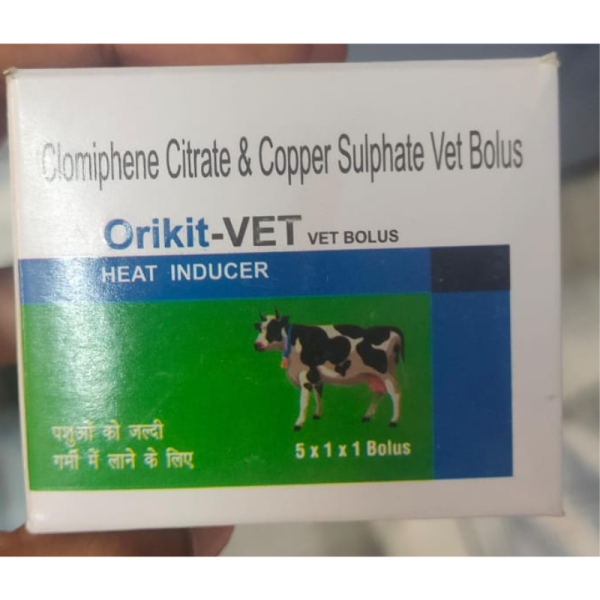 Clomiphene Citrate & Copper Sulphate Vet Bolus
Orikit-VET VET BOLUS
HEAT INDUCER
पशुओं को जल्दी
गर्मी में लाने के लिए
5 x 1 x 1 Bolus